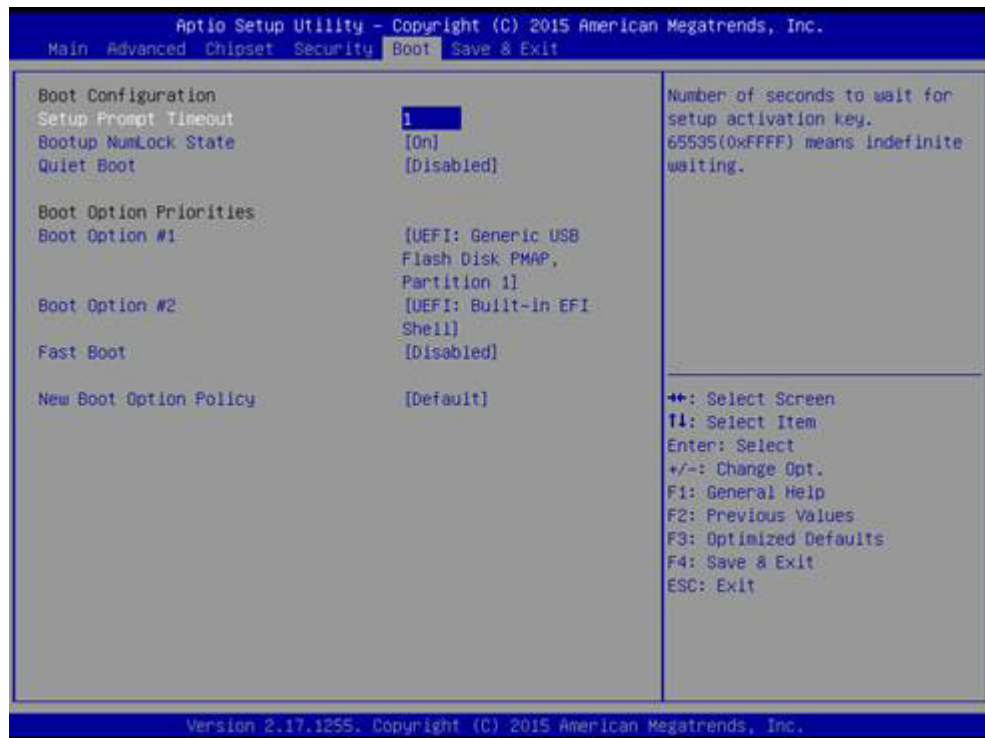 Aptio Setup Utility – Copyright (C) 2015 American Megatrends, Inc.
Main Advanced Chipset Security Boot Save & Exit
Boot Configuration
Setup Prompt Timeout 1
Bootup NumLock State [On]
Quiet Boot [Disabled]
Boot Option Priorities
Boot Option #1 [UEFI: Generic USB
Flash Disk PMAP,
Partition 1]
Boot Option #2 [UEFI: Built-in EFI
Shell]
Fast Boot [Disabled]
New Boot Option Policy [Default]
Number of seconds to wait for
setup activation key.
65535(0xFFFF) means indefinite
waiting.
→←: Select Screen
↑↓: Select Item
Enter: Select
+/-: Change Opt.
F1: General Help
F2: Previous Values
F3: Optimized Defaults
F4: Save & Exit
ESC: Exit
Version 2.17.1255. Copyright (C) 2015 American Megatrends, Inc.